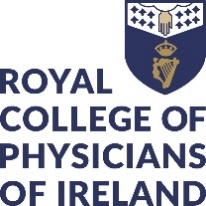 ROYAL
COLLEGE OF
PHYSICIANS
OF IRELAND